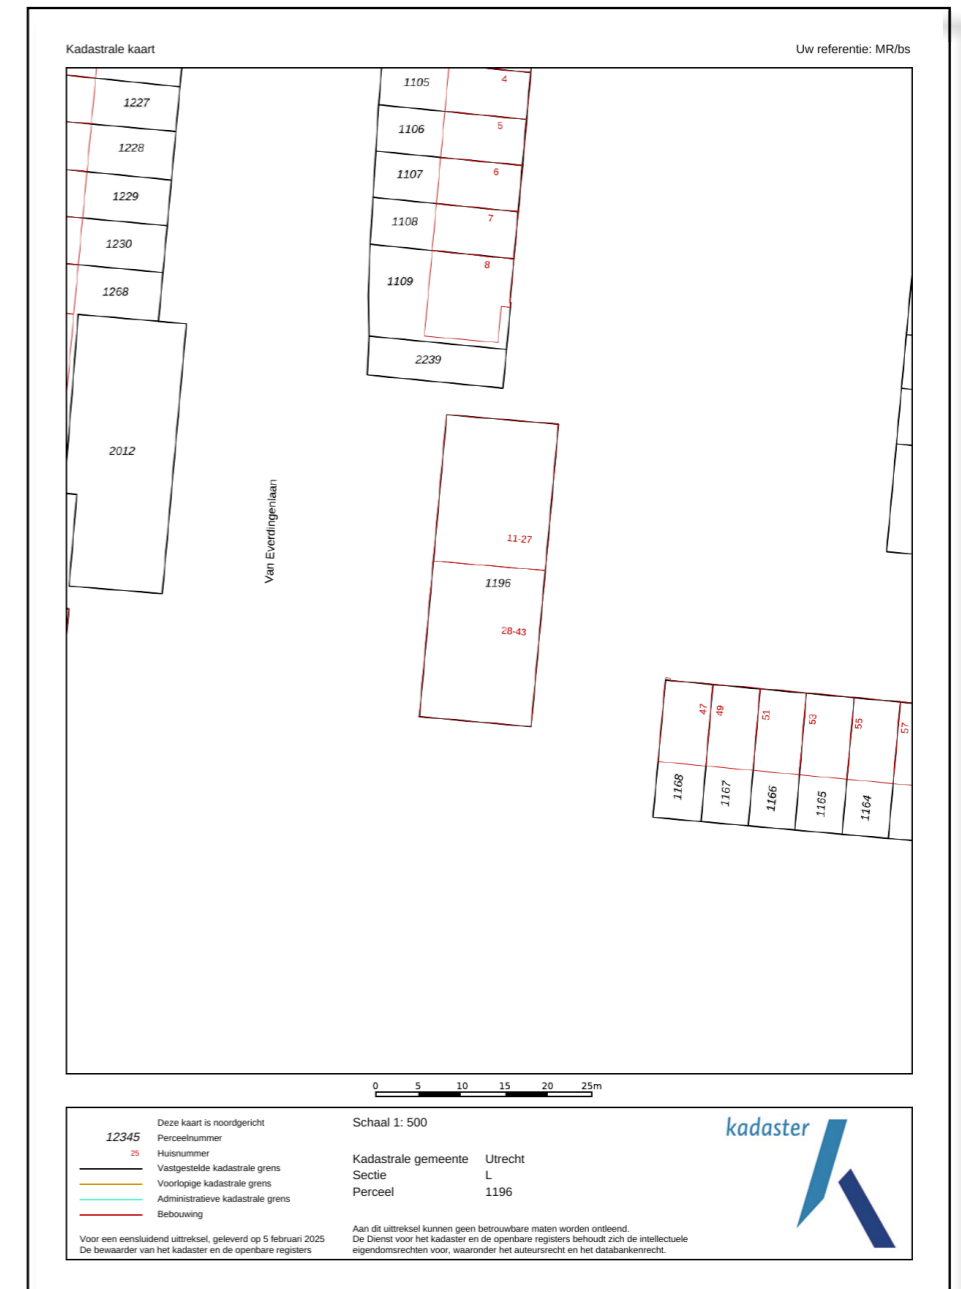 Kadastrale kaart
Uw referentie: MR/bs
1227
1228
1229
1230
1268
2012
1105
4
1106
5
1107
6
1108
7
1109
8
2239
Van Everdingenlaan
11-27
1196
28-43
47
49
51
53
55
57
1168
1167
1166
1165
1164
0 5 10 15 20 25m
Deze kaart is noordgericht
12345 Perceelnummer
25 Huisnummer
Vastgestelde kadastrale grens
Voorlopige kadastrale grens
Administratieve kadastrale grens
Bebouwing
Voor een eensluidend uittreksel, geleverd op 5 februari 2025
De bewaarder van het kadaster en de openbare registers
Schaal 1: 500
Kadastrale gemeente Utrecht
Sectie L
Perceel 1196
Aan dit uittreksel kunnen geen betrouwbare maten worden ontleend.
De Dienst voor het kadaster en de openbare registers behoudt zich de intellectuele
eigendomsrechten voor, waaronder het auteursrecht en het databankenrecht.
kadaster